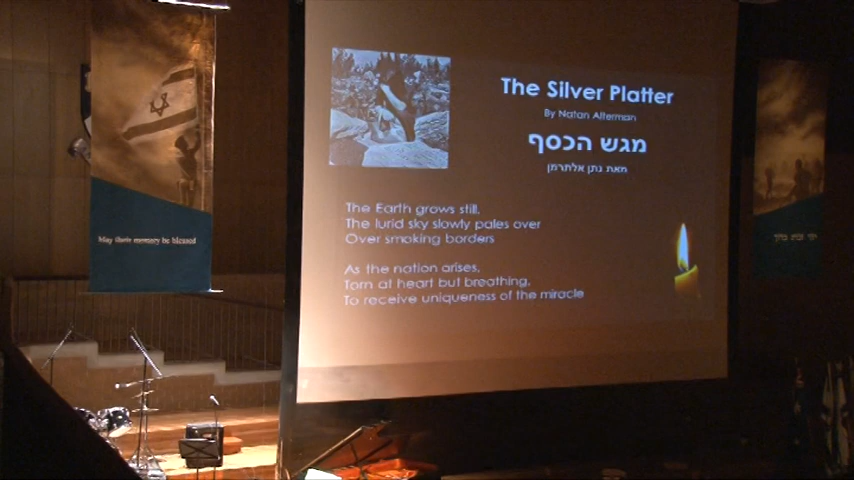 May their memory be blessed
The Silver Platter
By Natan Alterman
מגש הכסף
מאת נתן אלתרמן
The Earth grows still,
The lurid sky slowly pales over
Over smoking borders
As the nation arises,
Torn at heart but breathing,
To receive uniqueness of the miracle